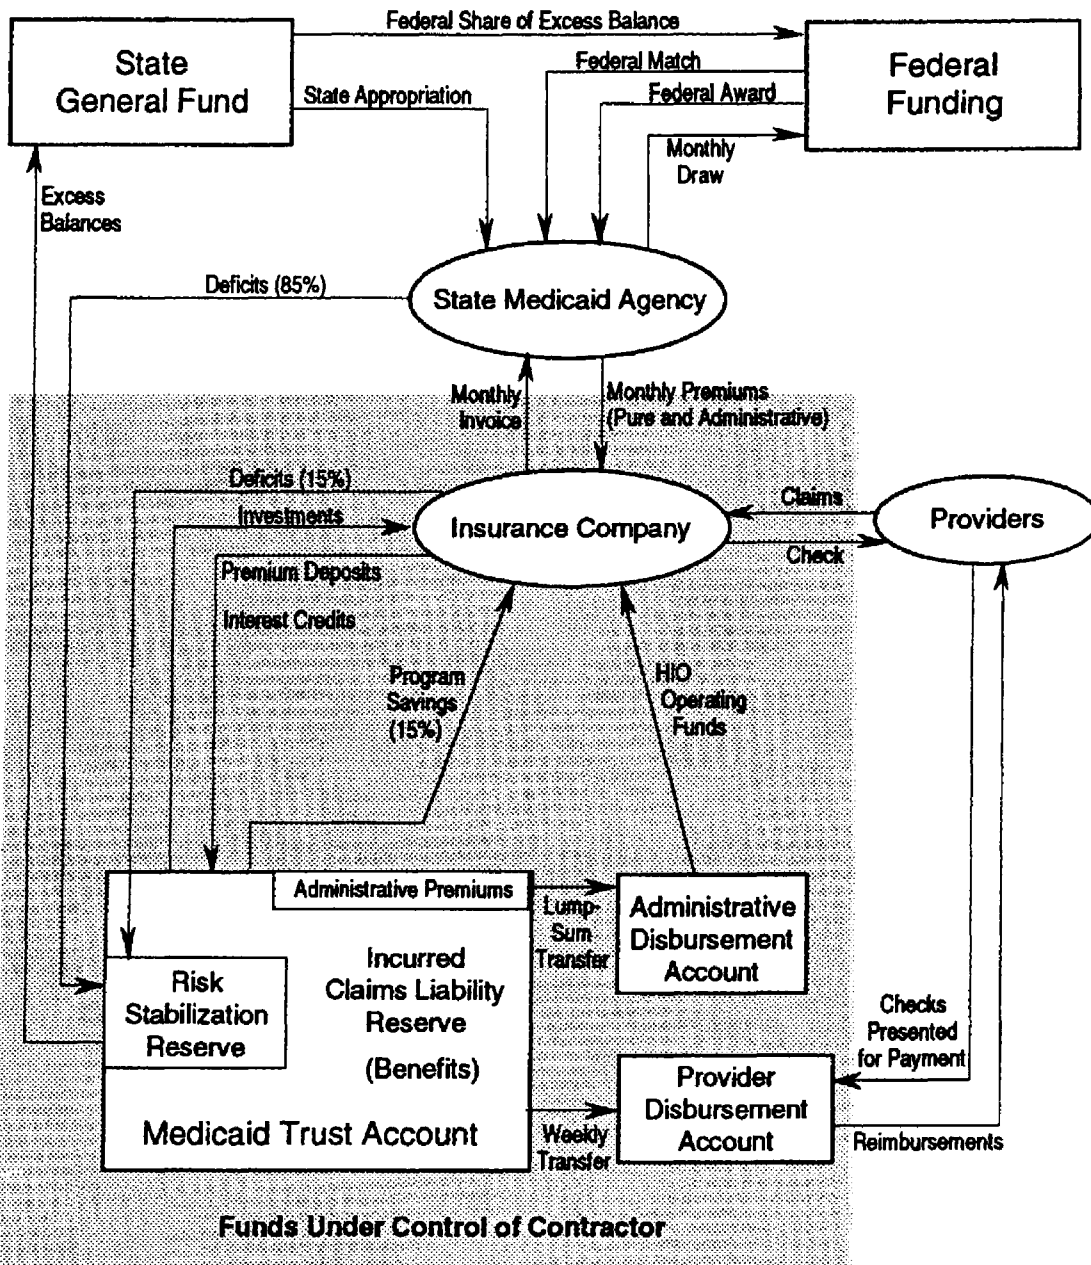 Federal Share of Excess Balance
State
General Fund
Federal Match
Federal
Funding
State Appropriation
Federal Award
Monthly
Draw
Excess
Balances
Deficits (85%)
State Medicaid Agency
Monthly
Invoice
Monthly Premiums
(Pure and Administrative)
Deficits (15%)
Investments
Insurance Company
Claims
Providers
Check
Premium Deposits
Interest Credits
Program
Savings
(15%)
HIO
Operating
Funds
Administrative Premiums
Lump-
Sum
Transfer
Administrative
Disbursement
Account
Risk
Stabilization
Reserve
Incurred
Claims Liability
Reserve
(Benefits)
Checks
Presented
for Payment
Provider
Disbursement
Account
Medicaid Trust Account
Weekly
Transfer
Reimbursements
Funds Under Control of Contractor